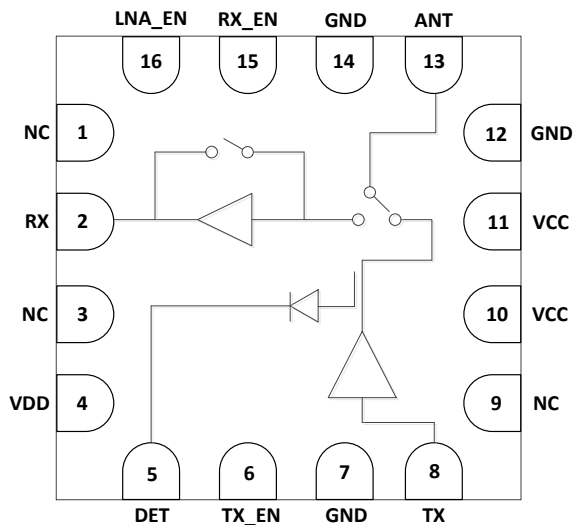 LNA_EN RX_EN GND ANT
16 15 14 13
NC 1 12 GND
RX 2 11 VCC
NC 3 10 VCC
VDD 4 9 NC
5 6 7 8
DET TX_EN GND TX